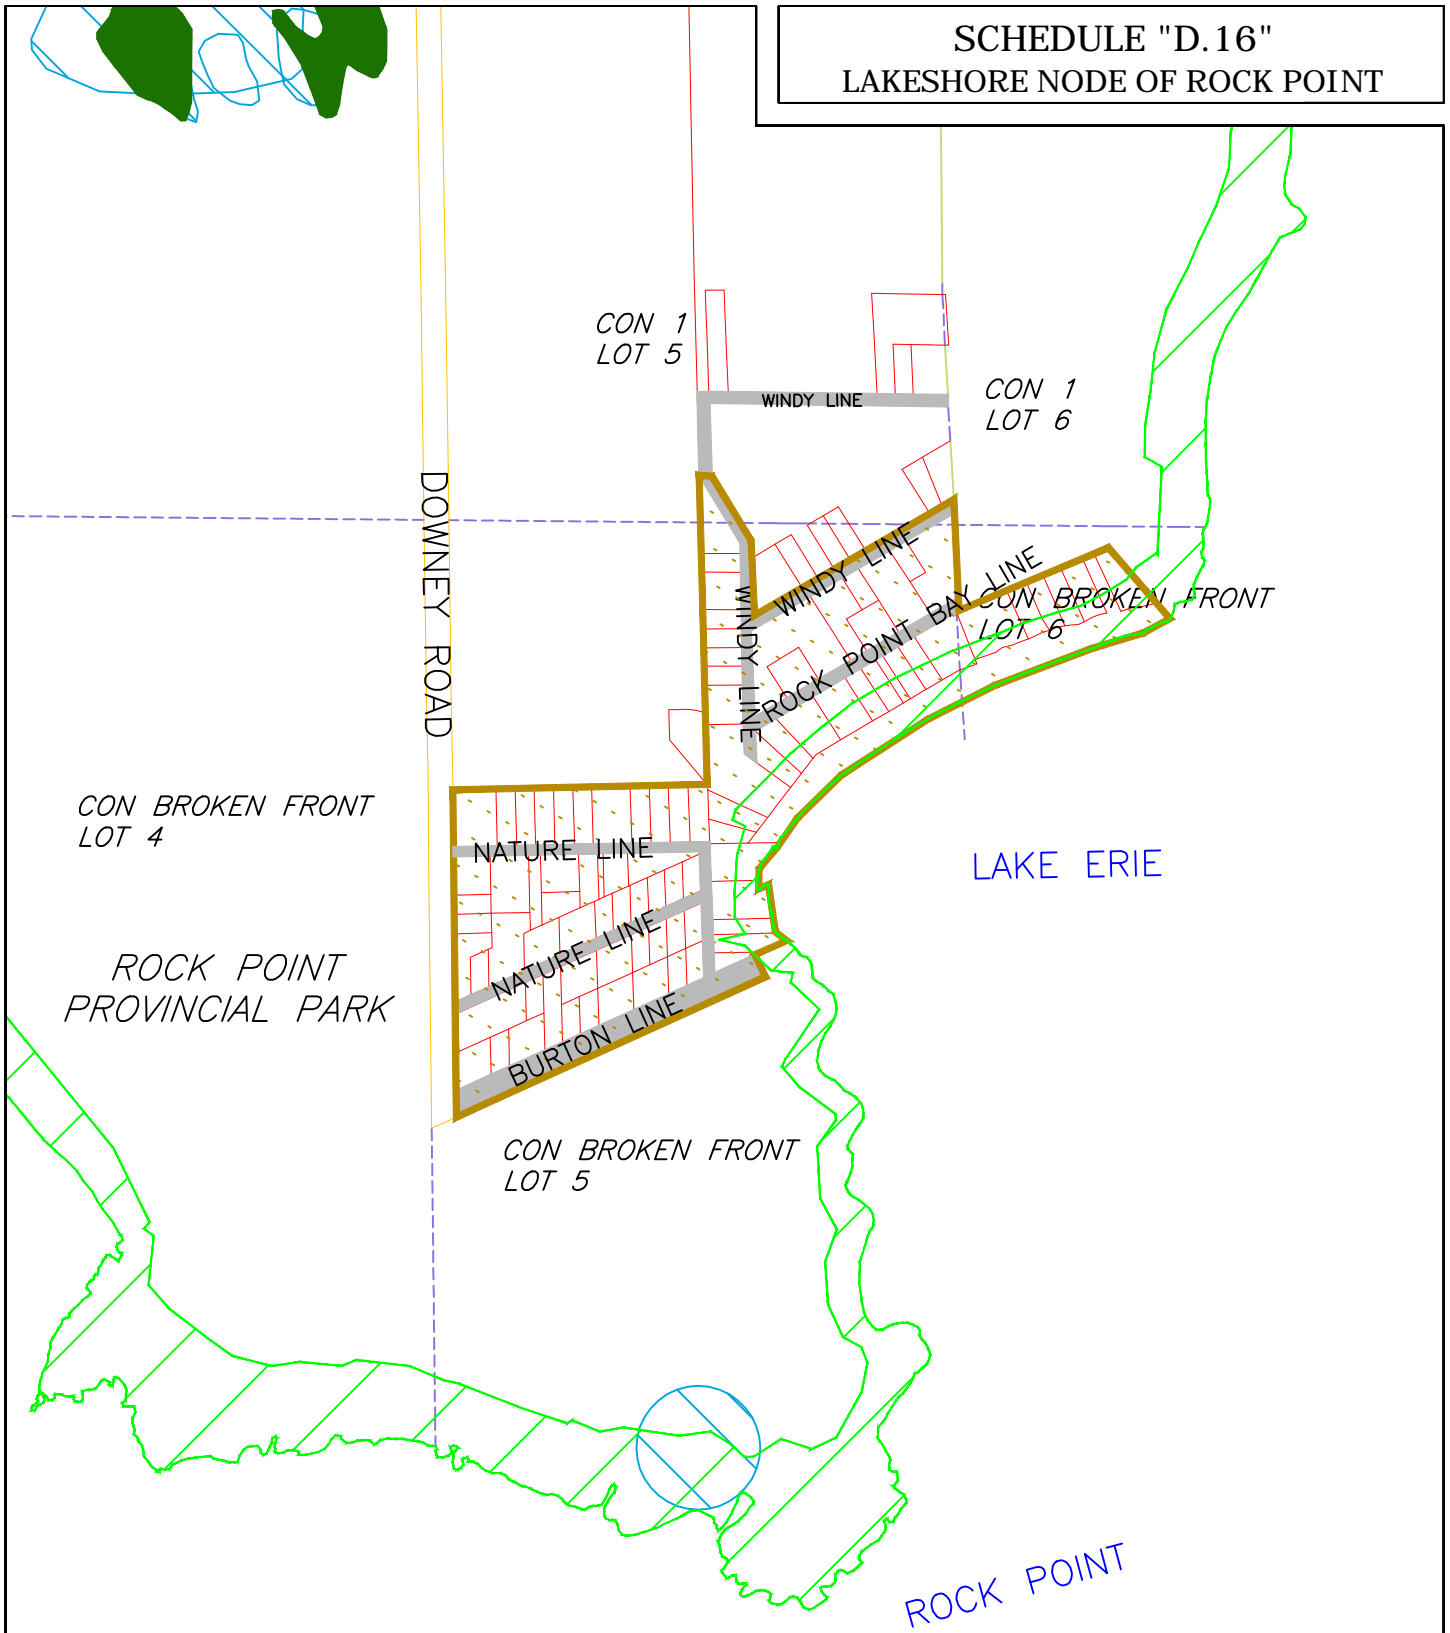 SCHEDULE "D.16"
LAKESHORE NODE OF ROCK POINT
CON 1
LOT 5
CON 1
LOT 6
WINDY LINE
DOWNEY ROAD
WINDY LINE
WINDY LINE
ROCK POINT BAY LINE
CON BROKEN FRONT
LOT 6
CON BROKEN FRONT
LOT 4
NATURE LINE
LAKE ERIE
NATURE LINE
ROCK POINT
PROVINCIAL PARK
BURTON LINE
CON BROKEN FRONT
LOT 5
ROCK POINT